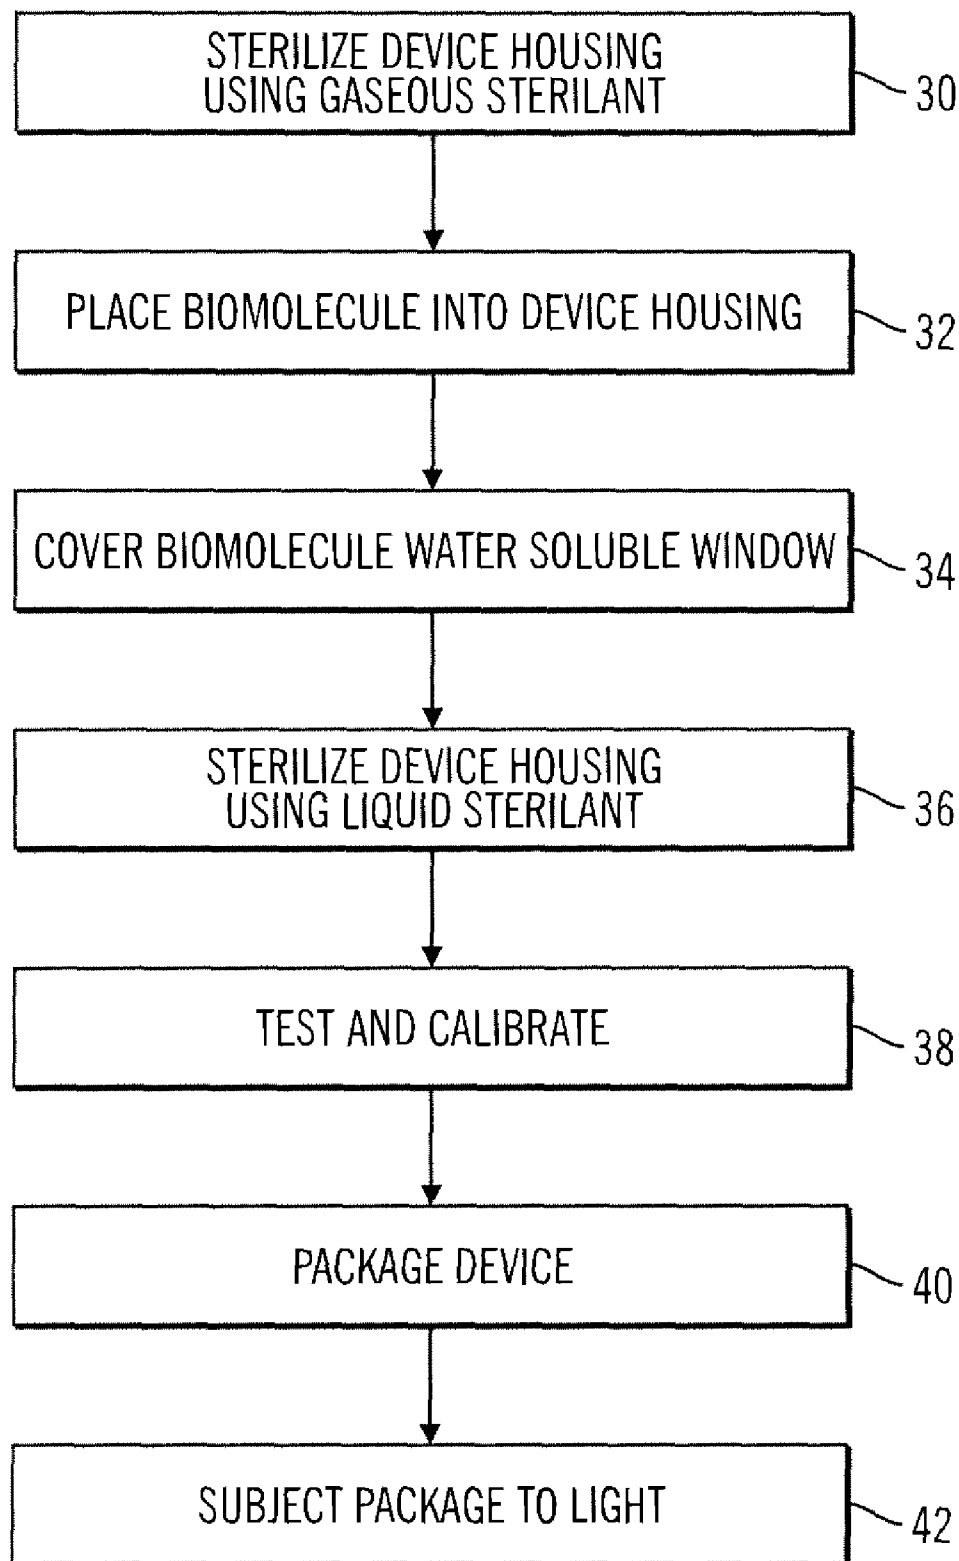 STERILIZE DEVICE HOUSING
USING GASEOUS STERILANT
30
PLACE BIOMOLECULE INTO DEVICE HOUSING
32
COVER BIOMOLECULE WATER SOLUBLE WINDOW
34
STERILIZE DEVICE HOUSING
USING LIQUID STERILANT
36
TEST AND CALIBRATE
38
PACKAGE DEVICE
40
SUBJECT PACKAGE TO LIGHT
42